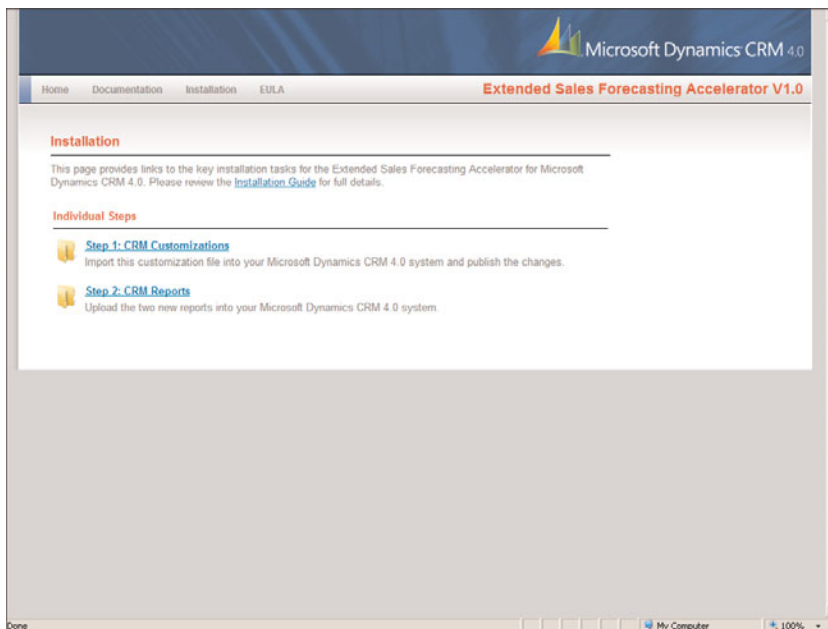 Microsoft Dynamics CRM 4.0
Home Documentation Installation EULA
Extended Sales Forecasting Accelerator V1.0
Installation
This page provides links to the key installation tasks for the Extended Sales Forecasting Accelerator for Microsoft
Dynamics CRM 4.0. Please review the Installation Guide for full details.
Individual Steps
Step 1: CRM Customizations
Import this customization file into your Microsoft Dynamics CRM 4.0 system and publish the changes.
Step 2: CRM Reports
Upload the two new reports into your Microsoft Dynamics CRM 4.0 system.
Done My Computer 100%